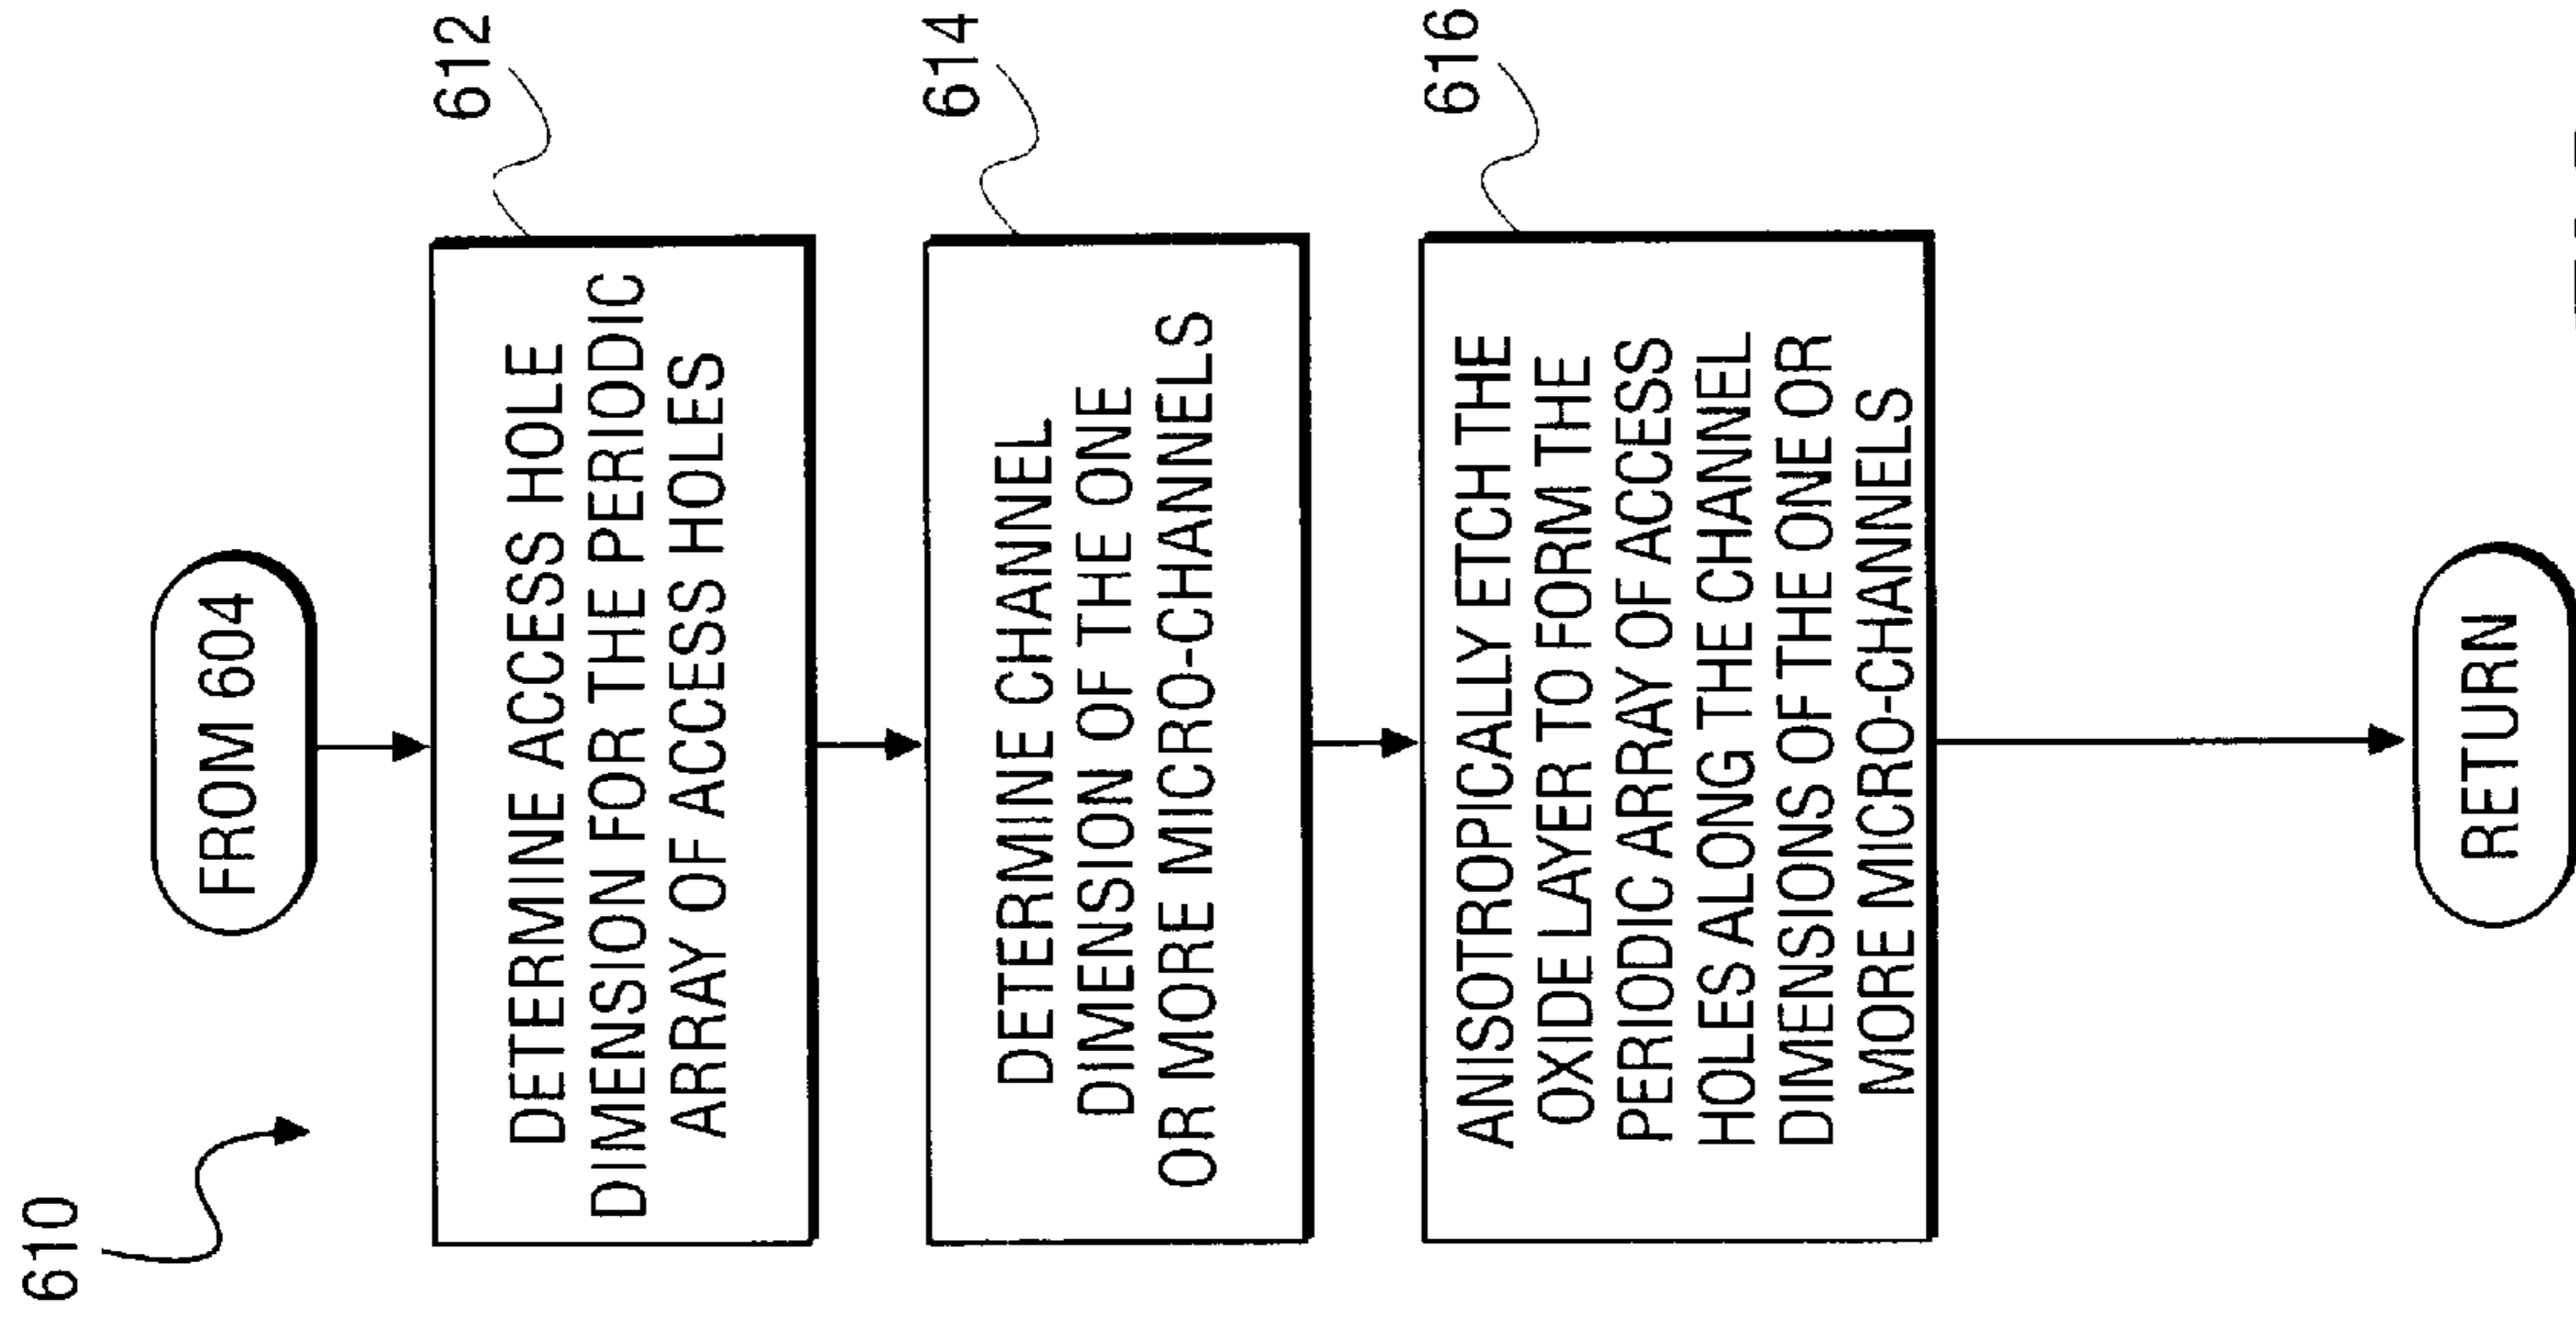 610
FROM 604
612
DETERMINE ACCESS HOLE
DIMENSION FOR THE PERIODIC
ARRAY OF ACCESS HOLES
614
DETERMINE CHANNEL
DIMENSION OF THE ONE
OR MORE MICRO-CHANNELS
616
ANISOTROPICALLY ETCH THE
OXIDE LAYER TO FORM THE
PERIODIC ARRAY OF ACCESS
HOLES ALONG THE CHANNEL
DIMENSIONS OF THE ONE OR
MORE MICRO-CHANNELS
RETURN